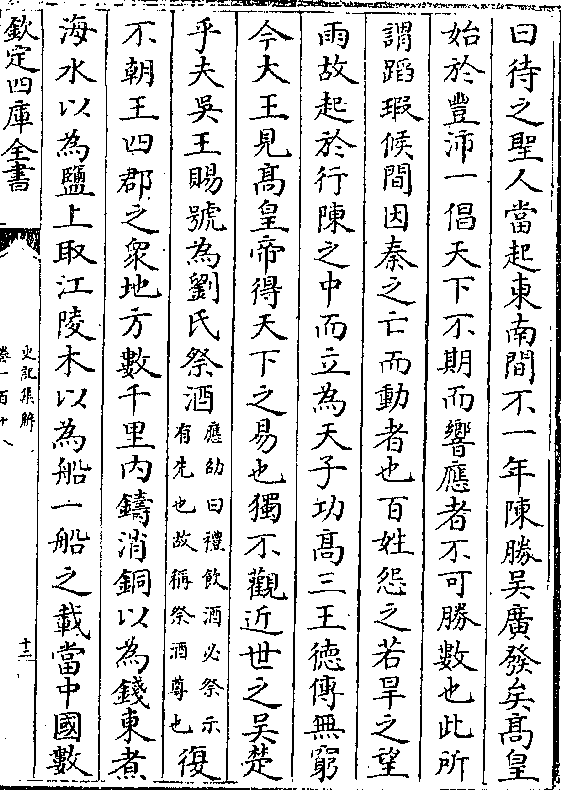 曰待之聖人當起東南間不一年陳勝吳廣發矣髙皇
始於豐沛一倡天下不期而響應者不可勝數也此所
謂蹈瑕候間因秦之亡而動者也百姓怨之若旱之望
雨故起於行陳之中而立為天子功髙三王德傳無窮
今大王見髙皇帝得天下之易也獨不觀近世之吳楚
乎夫吳王賜號為劉氏祭酒應劭曰禮飲酒必祭示有先也故稱祭酒尊也復
不朝王四郡之衆地方數千里内鑄消銅以為錢東煮
海水以為鹽上取江陵木以為船一船之載當中國數
欽定四庫全書
史記集解
卷一百十八
十三